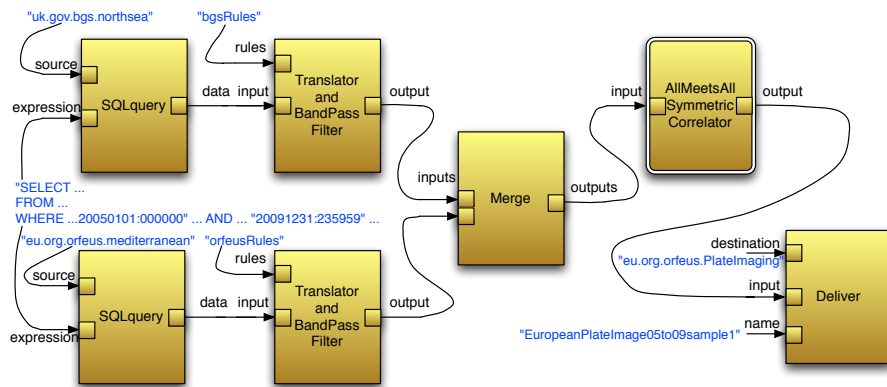 "uk.gov.bgs.northsea"
"bgsRules"
source
rules
expression
SQLquery
data
input
Translator
and
BandPass
Filter
output
input
AllMeetsAll
Symmetric
Correlator
output
inputs
Merge
outputs
"SELECT ...
FROM ...
WHERE ...20050101:000000" ... AND ... "20091231:235959" ...
"eu.org.orfeus.mediterranean"
"orfeusRules"
source
rules
expression
SQLquery
data
input
Translator
and
BandPass
Filter
output
destination
"eu.org.orfeus.PlateImaging"
input
Deliver
name
"EuropeanPlateImage05to09sample1"